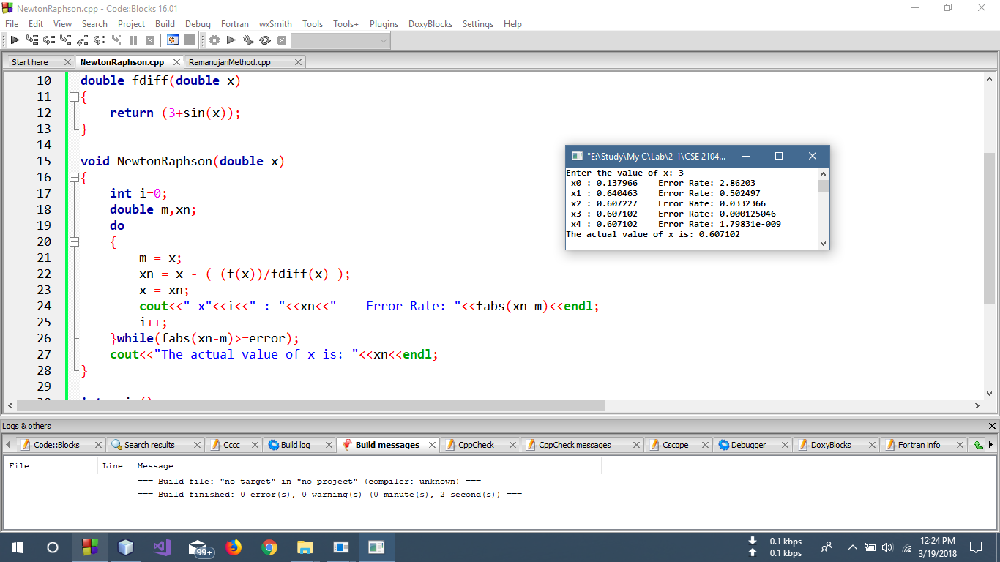 NewtonRaphson.cpp - Code::Blocks 16.01
File Edit View Search Project Build Debug Fortran wxSmith Tools Tools+ Plugins DoxyBlocks Settings Help
Start here NewtonRaphson.cpp RamanujanMethod.cpp
10 double fdiff(double x)
11 {
12 return (3+sin(x));
13 }
14
15 void NewtonRaphson(double x)
16 {
17 int i=0;
18 double m,xn;
19 do
20 {
21 m = x;
22 xn = x - ( (f(x))/fdiff(x) );
23 x = xn;
24 cout<<" x"<<i<<" : "<<xn<<"    Error Rate: "<<fabs(xn-m)<<endl;
25 i++;
26 }while(fabs(xn-m)>=error);
27 cout<<"The actual value of x is: "<<xn<<endl;
28 }
29
"E:\Study\My C\Lab\2-1\CSE 2104...
Enter the value of x: 3
x0 : 0.137966    Error Rate: 2.86203
x1 : 0.640463    Error Rate: 0.502497
x2 : 0.607227    Error Rate: 0.0332366
x3 : 0.607102    Error Rate: 0.000125046
x4 : 0.607102    Error Rate: 1.79831e-009
The actual value of x is: 0.607102
Logs & others
Code::Blocks Search results Cccc Build log Build messages CppCheck CppCheck messages Cscope Debugger DoxyBlocks Fortran info
File Line Message
=== Build file: "no target" in "no project" (compiler: unknown) ===
=== Build finished: 0 error(s), 0 warning(s) (0 minute(s), 2 second(s)) ===
99+
0.1 kbps
0.1 kbps
12:24 PM
3/19/2018